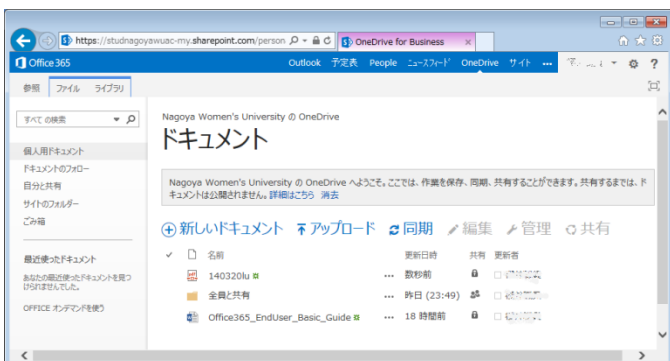 https://studnagoyawuac-my.sharepoint.com/person
OneDrive for Business
Office 365
Outlook 予定表 People ニュースフィード OneDrive サイト ...
参照 ファイル ライブラリ
すべての検索
個人用ドキュメント
ドキュメントのフォロー
自分と共有
サイトのフォルダー
ごみ箱
最近使ったドキュメント
あなたの最近使ったドキュメントを見つ
けられませんでした。
OFFICE オンデマンドを使う
Nagoya Women's University の OneDrive
ドキュメント
Nagoya Women's University の OneDrive へようこそ。ここでは、作業を保存、同期、共有することができます。共有するまでは、ド
キュメントは公開されません。詳細はこちら 消去
新しいドキュメント アップロード 同期 編集 管理 共有
名前 更新日時 共有 更新者
140320lu ... 数秒前
全員と共有 ... 昨日 (23:49)
Office365_EndUser_Basic_Guide ... 18 時間前